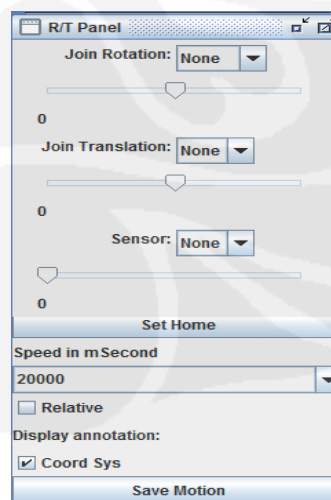 R/T Panel
Join Rotation: None
0
Join Translation: None
0
Sensor: None
0
Set Home
Speed in mSecond
20000
Relative
Display annotation:
Coord Sys
Save Motion